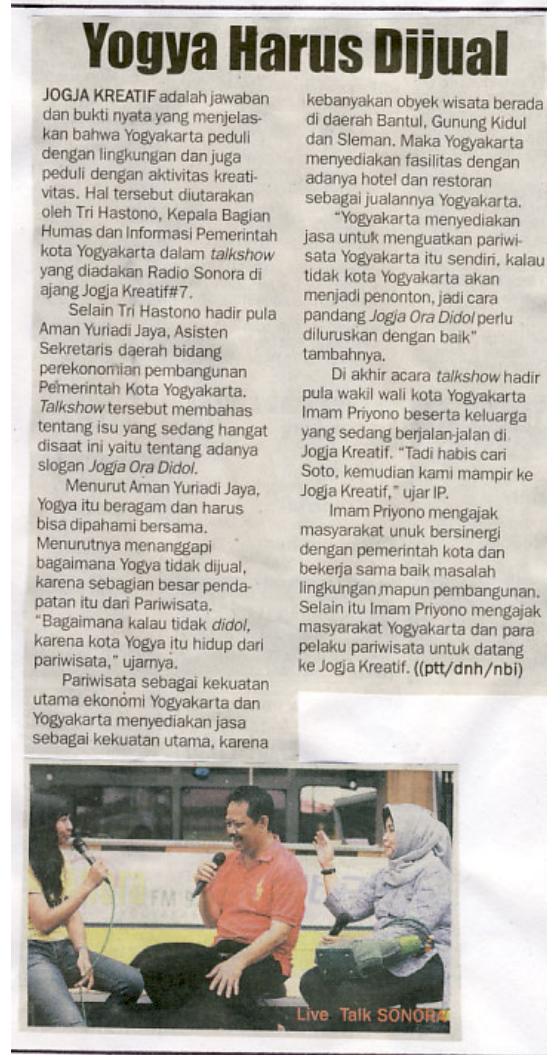 Yogya Harus Dijual
JOGJA KREATIF adalah jawaban
dan bukti nyata yang menjelas-
kan bahwa Yogyakarta peduli
dengan lingkungan dan juga
peduli dengan aktivitas kreati-
vitas. Hal tersebut diutarakan
oleh Tri Hastono, Kepala Bagian
Humas dan Informasi Pemerintah
kota Yogyakarta dalam talkshow
yang diadakan Radio Sonora di
ajang Jogja Kreatif#7.
Selain Tri Hastono hadir pula
Aman Yuriadi Jaya, Asisten
Sekretaris daerah bidang
perekonomian pembangunan
Pemerintah Kota Yogyakarta.
Talkshow tersebut membahas
tentang isu yang sedang hangat
disaat ini yaitu tentang adanya
slogan Jogja Ora Didol.
Menurut Aman Yuriadi Jaya,
Yogya itu beragam dan harus
bisa dipahami bersama.
Menurutnya menanggapi
bagaimana Yogya tidak dijual,
karena sebagian besar penda-
patan itu dari Pariwisata.
"Bagaimana kalau tidak didol,
karena kota Yogya itu hidup dari
pariwisata," ujarnya.
Pariwisata sebagai kekuatan
utama ekonomi Yogyakarta dan
Yogyakarta menyediakan jasa
sebagai kekuatan utama, karena
kebanyakan obyek wisata berada
di daerah Bantul, Gunung Kidul
dan Sleman. Maka Yogyakarta
menyediakan fasilitas dengan
adanya hotel dan restoran
sebagai jualannya Yogyakarta.
"Yogyakarta menyediakan
jasa untuk menguatkan pariwi-
sata Yogyakarta itu sendiri, kalau
tidak kota Yogyakarta akan
menjadi penonton, jadi cara
pandang Jogja Ora Didol perlu
diluruskan dengan baik"
tambahnya.
Di akhir acara talkshow hadir
pula wakil wali kota Yogyakarta
Imam Priyono beserta keluarga
yang sedang berjalan-jalan di
Jogja Kreatif. "Tadi habis cari
Soto, kemudian kami mampir ke
Jogja Kreatif," ujar IP.
Imam Priyono mengajak
masyarakat unuk bersinergi
dengan pemerintah kota dan
bekerja sama baik masalah
lingkungan mapun pembangunan.
Selain itu Imam Priyono mengajak
masyarakat Yogyakarta dan para
pelaku pariwisata untuk datang
ke Jogja Kreatif. ((ptt/dnh/nbi)
FM 9
Live Talk SONORA